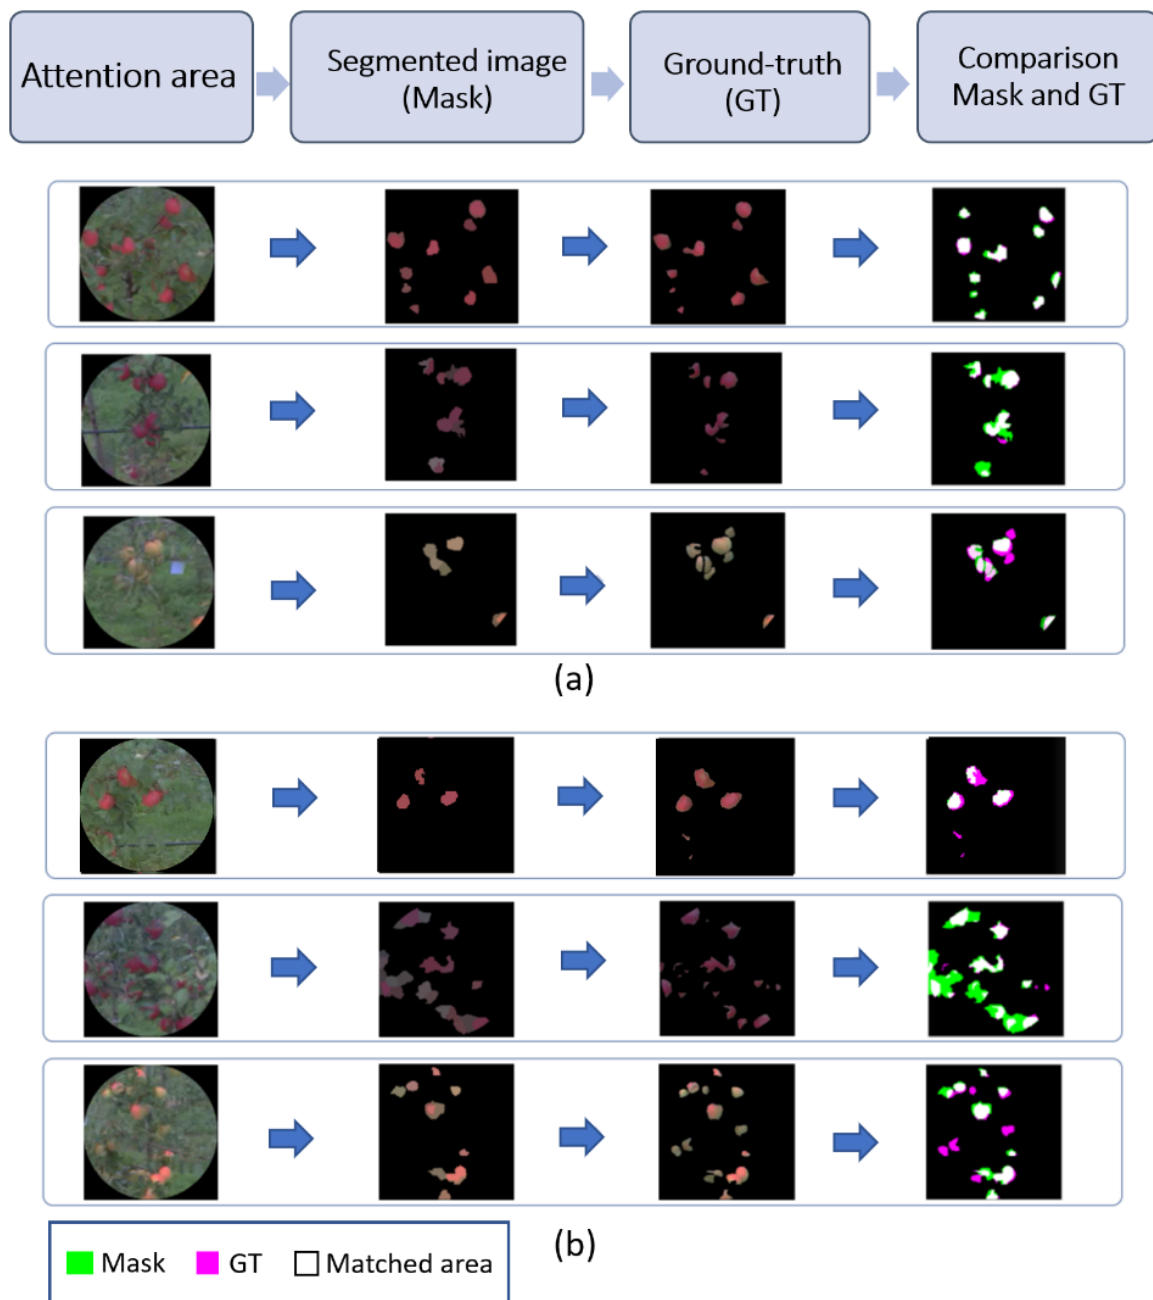 Attention area
Segmented image
(Mask)
Ground-truth
(GT)
Comparison
Mask and GT
(a)
(b)
Mask
GT
Matched area